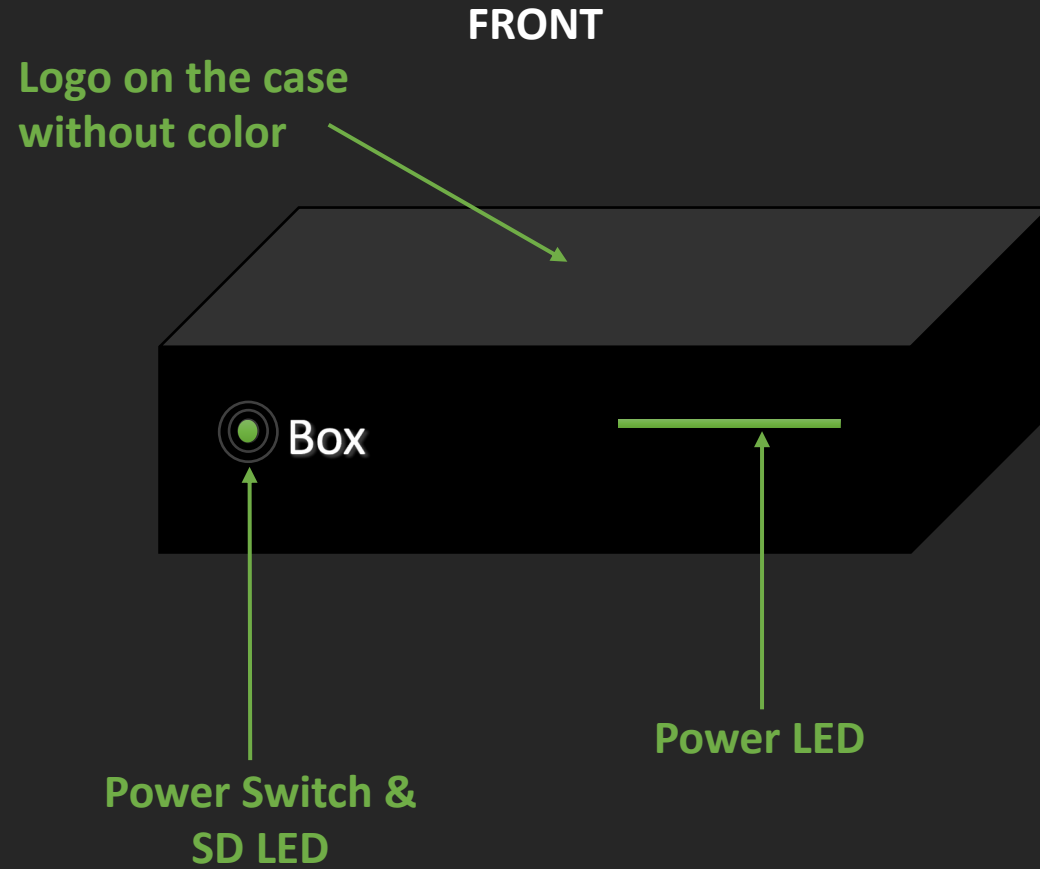 FRONT
Logo on the case
without color
Box
Power LED
Power Switch &
SD LED